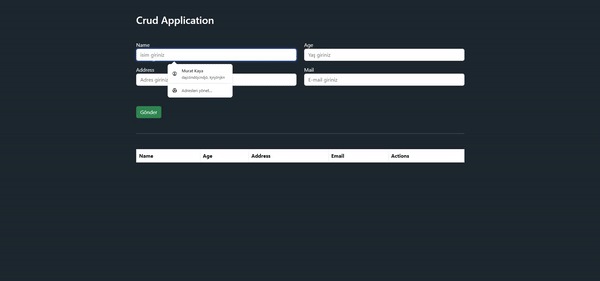 Crud Application
Name
Age
İsim giriniz
Yaş giriniz
Murat Kaya
Address
Mail
Adres giriniz
E-mail giriniz
Adresleri yönet...
Gönder
Name Age Address Email Actions